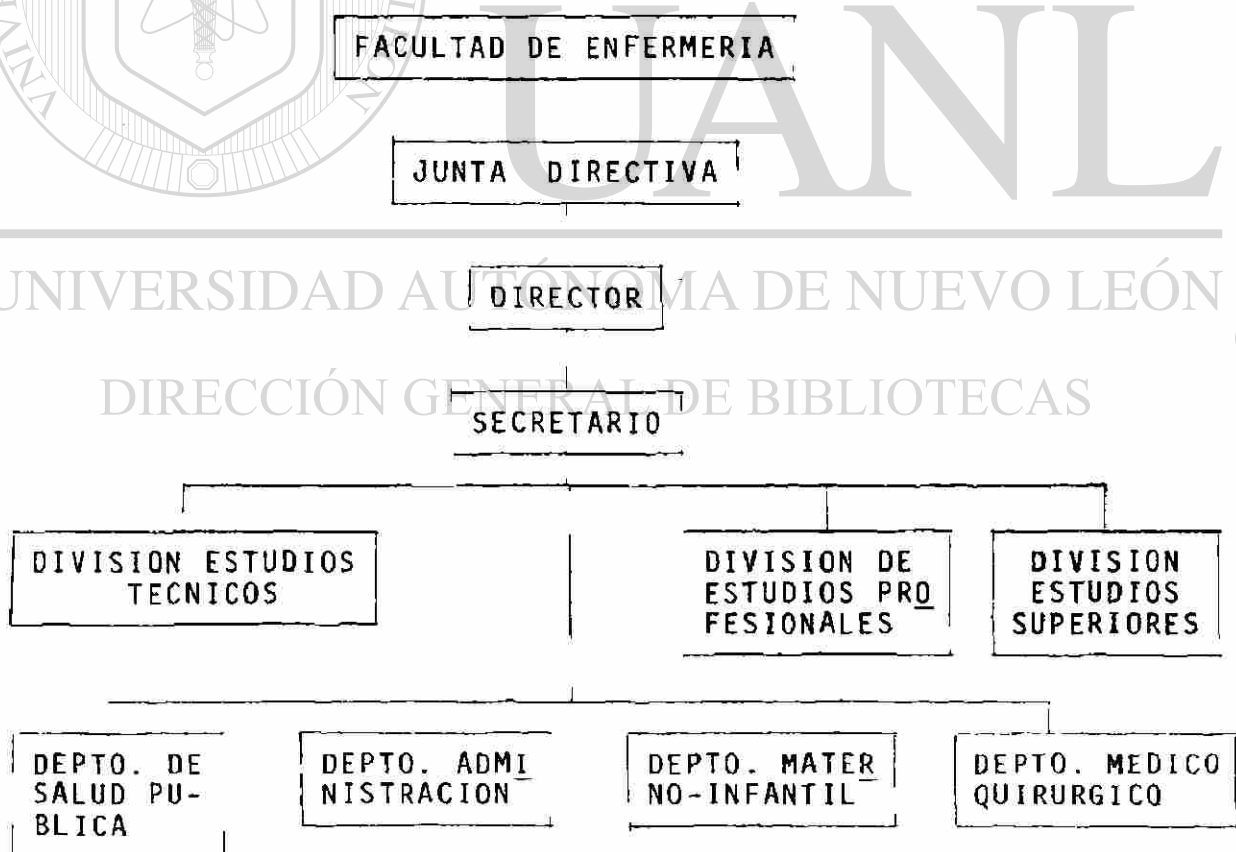 FACULTAD DE ENFERMERIA
UANL
JUNTA DIRECTIVA
UNIVERSIDAD AUTÓNOMA DE NUEVO LEÓN
DIRECTOR
DIRECCIÓN GENERAL DE BIBLIOTECAS
SECRETARIO
DIVISION ESTUDIOS
TECNICOS
DIVISION DE
ESTUDIOS PRO
FESIONALES
DIVISION
ESTUDIOS
SUPERIORES
DEPTO. DE
SALUD PU-
BLICA
DEPTO. ADMI
NISTRACION
DEPTO. MATER
NO-INFANTIL
DEPTO. MEDICO
QUIRURGICO